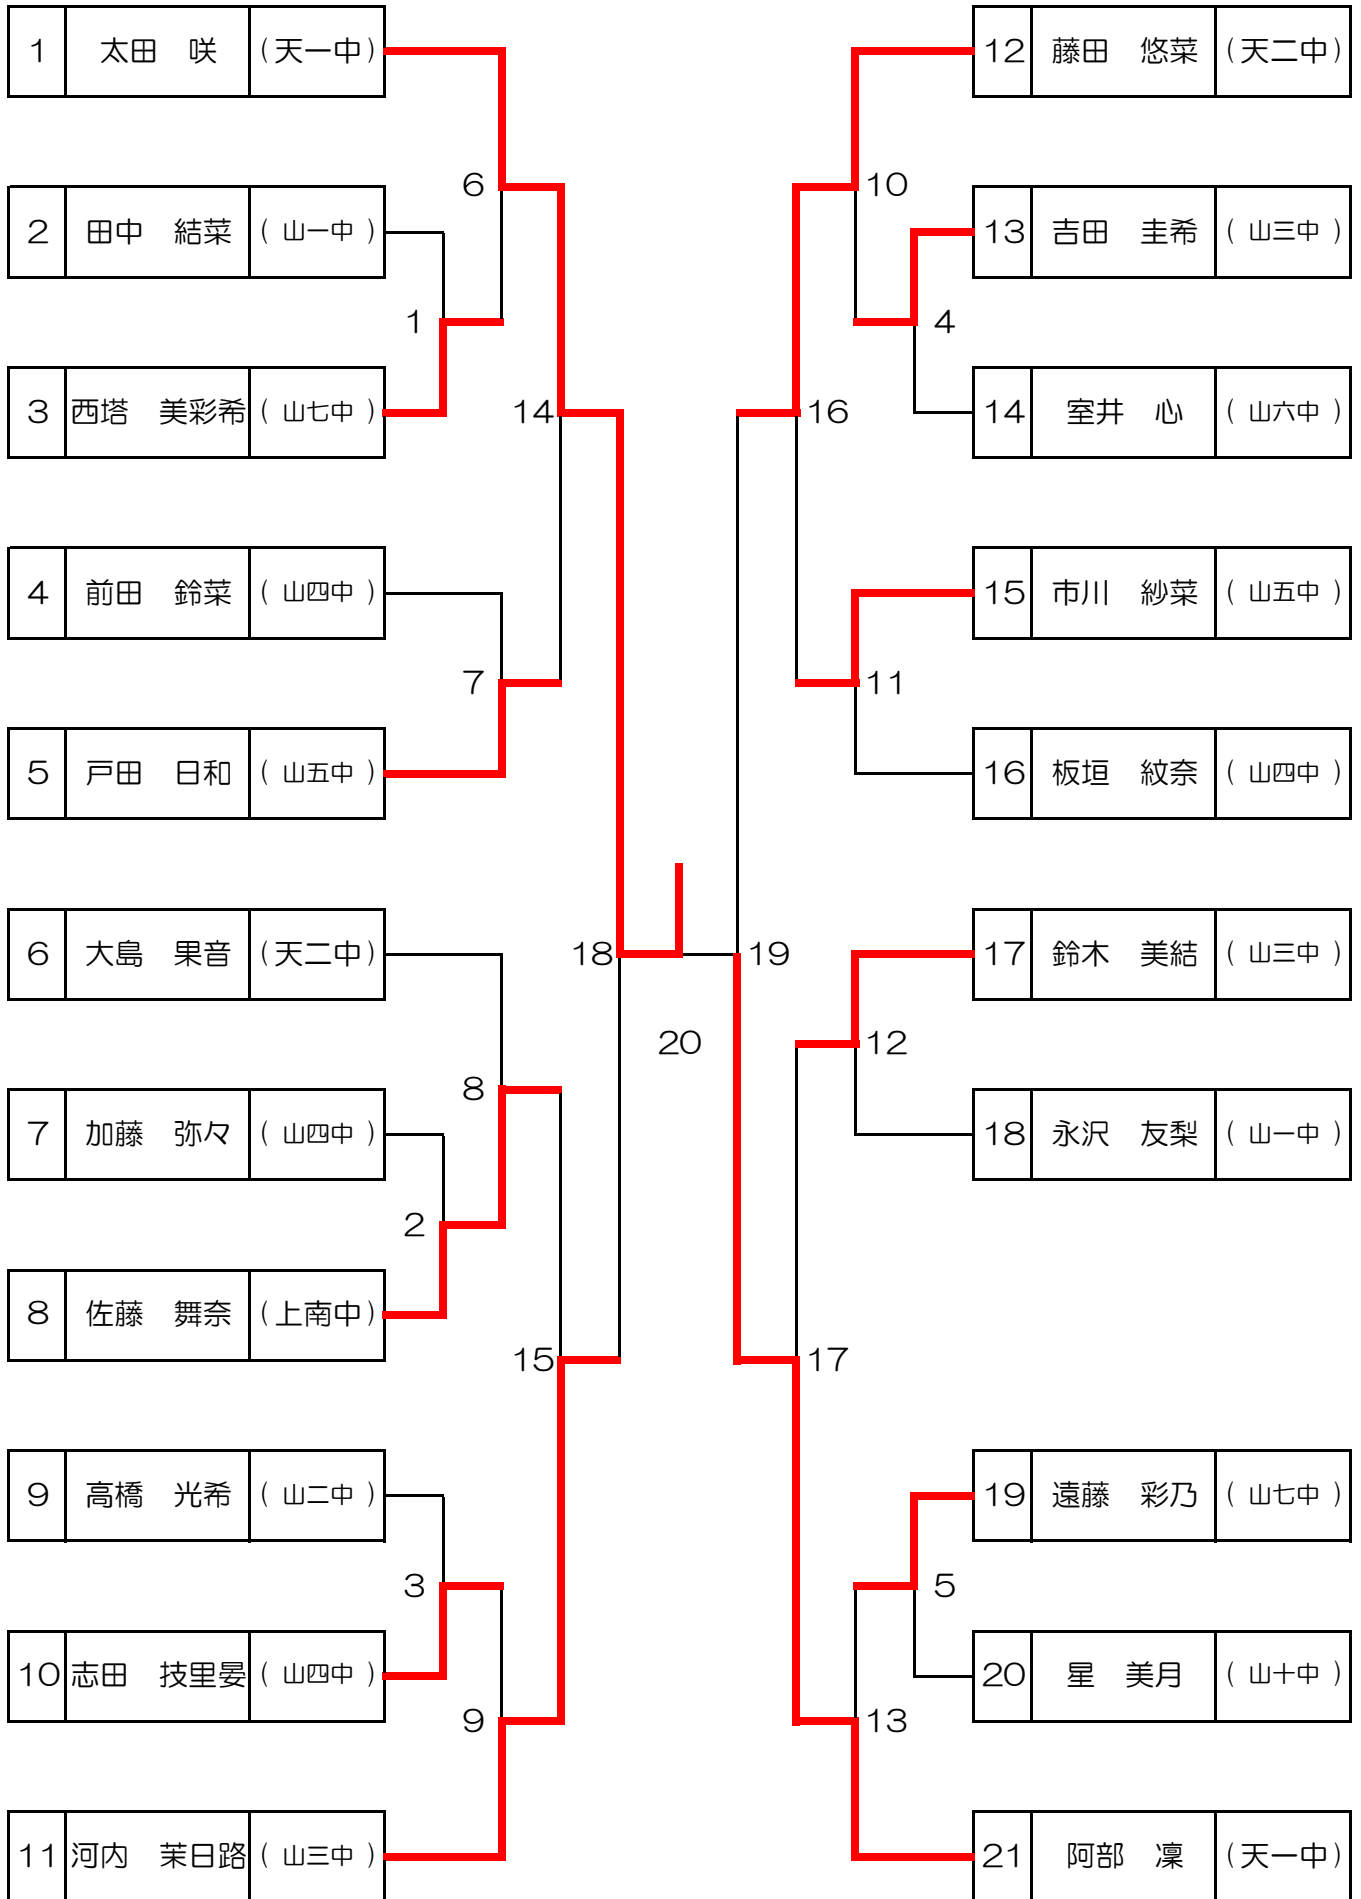 1 太田 咲 (天一中)
2 田中 結菜 ( 山一中 )
3 西塔 美彩希 ( 山七中 )
4 前田 鈴菜 ( 山四中 )
5 戸田 日和 ( 山五中 )
6 大島 果音 (天二中)
7 加藤 弥々 ( 山四中 )
8 佐藤 舞奈 (上南中)
9 高橋 光希 ( 山二中 )
10 志田 技里晏 ( 山四中 )
11 河内 茉日路 ( 山三中 )
6
1
14
7
18
8
2
15
3
9
20
10
4
16
11
19
12
17
5
13
12 藤田 悠菜 (天二中)
13 吉田 圭希 ( 山三中 )
14 室井 心 ( 山六中 )
15 市川 紗菜 ( 山五中 )
16 板垣 紋奈 ( 山四中 )
17 鈴木 美結 ( 山三中 )
18 永沢 友梨 ( 山一中 )
19 遠藤 彩乃 ( 山七中 )
20 星 美月 ( 山十中 )
21 阿部 凜 (天一中)